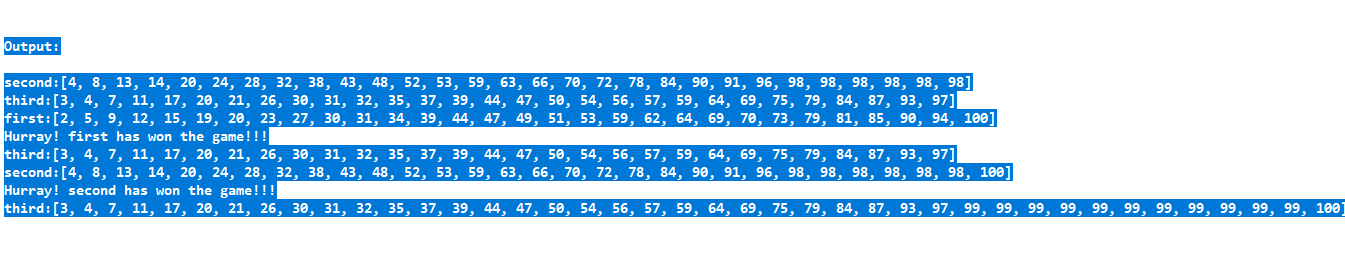 Output:
second:[4, 8, 13, 14, 20, 24, 28, 32, 38, 43, 48, 52, 53, 59, 63, 66, 70, 72, 78, 84, 90, 91, 96, 98, 98, 98, 98, 98, 98]
third:[3, 4, 7, 11, 17, 20, 21, 26, 30, 31, 32, 35, 37, 39, 44, 47, 50, 54, 56, 57, 59, 64, 69, 75, 79, 84, 87, 93, 97]
first:[2, 5, 9, 12, 15, 19, 20, 23, 27, 30, 31, 34, 39, 44, 47, 49, 51, 53, 59, 62, 64, 69, 70, 73, 79, 81, 85, 90, 94, 100]
Hurray! first has won the game!!!
third:[3, 4, 7, 11, 17, 20, 21, 26, 30, 31, 32, 35, 37, 39, 44, 47, 50, 54, 56, 57, 59, 64, 69, 75, 79, 84, 87, 93, 97]
second:[4, 8, 13, 14, 20, 24, 28, 32, 38, 43, 48, 52, 53, 59, 63, 66, 70, 72, 78, 84, 90, 91, 96, 98, 98, 98, 98, 98, 98, 100]
Hurray! second has won the game!!!
third:[3, 4, 7, 11, 17, 20, 21, 26, 30, 31, 32, 35, 37, 39, 44, 47, 50, 54, 56, 57, 59, 64, 69, 75, 79, 84, 87, 93, 97, 99, 99, 99, 99, 99, 99, 99, 99, 99, 99, 99, 100]